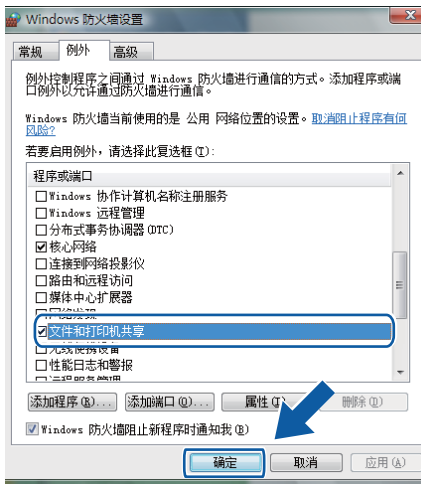 Windows 防火墙设置
常规 例外 高级
例外控制程序之间通过 Windows 防火墙进行通信的方式。添加程序或端
口例外以允许通过防火墙进行通信。
Windows 防火墙当前使用的是 公用 网络位置的设置。取消阻止程序有何
风险?
若要启用例外，请选择此复选框(T):
程序或端口
Windows 协作计算机名称注册服务
Windows 远程管理
分布式事务协调器(DTC)
核心网络
连接到网络投影仪
路由和远程访问
媒体中心扩展器
文件和打印机共享
无线便携设备
性能日志和警报
添加程序(R)... 添加端口(O)... 属性 删除(D)
Windows 防火墙阻止新程序时通知我(B)
确定 取消 应用(A)